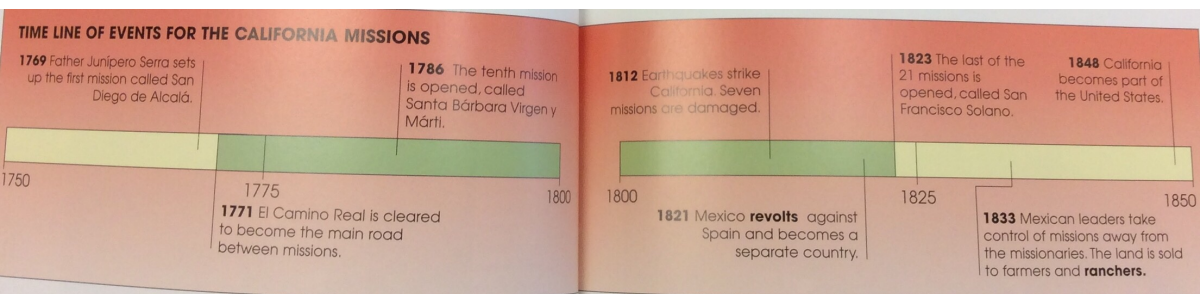 TIME LINE OF EVENTS FOR THE CALIFORNIA MISSIONS
1769 Father Junípero Serra sets
up the first mission called San
Diego de Alcalá.
1786 The tenth mission
is opened, called
Santa Bárbara Virgen y
Márti.
1750
1775
1800
1771 El Camino Real is cleared
to become the main road
between missions.
1812 Earthquakes strike
California. Seven
missions are damaged.
1823 The last of the
21 missions is
opened, called San
Francisco Solano.
1848 California
becomes part of
the United States.
1800
1825
1850
1821 Mexico revolts against
Spain and becomes a
separate country.
1833 Mexican leaders take
control of missions away from
the missionaries. The land is sold
to farmers and ranchers.